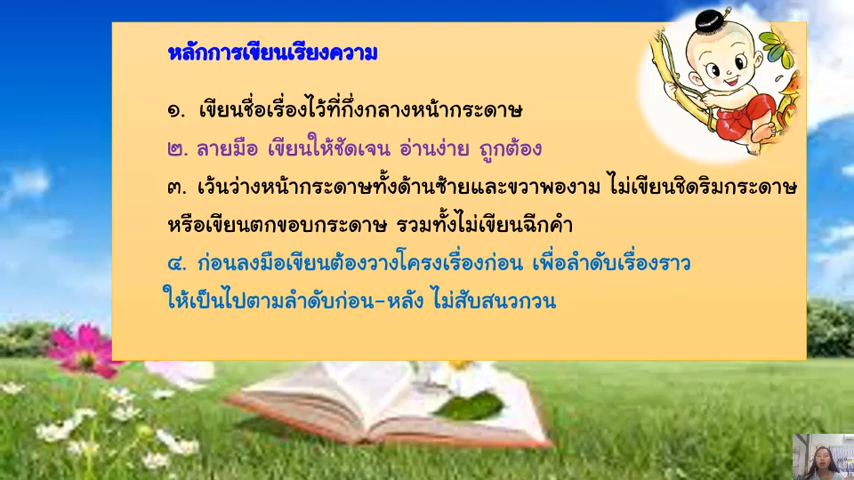 หลักการเขียนเรียงความ
๑. เขียนชื่อเรื่องไว้ที่กึ่งกลางหน้ากระดาษ
๒. ลายมือ เขียนให้ชัดเจน อ่านง่าย ถูกต้อง
๓. เว้นว่างหน้ากระดาษทั้งด้านซ้ายและขวาพองาม ไม่เขียนชิดริมกระดาษ
หรือเขียนตกขอบกระดาษ รวมทั้งไม่เขียนฉีกคำ
๔. ก่อนลงมือเขียนต้องวางโครงเรื่องก่อน เพื่อลำดับเรื่องราว
ให้เป็นไปตามลำดับก่อน-หลัง ไม่สับสนวกวน